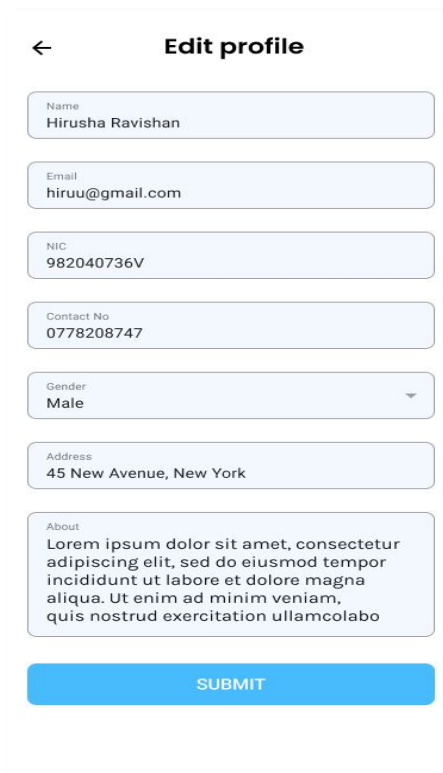 Edit profile
Name
Hirusha Ravishan
Email
hiruu@gmail.com
NIC
982040736V
Contact No
0778208747
Gender
Male
Address
45 New Avenue, New York
About
Lorem ipsum dolor sit amet, consectetur
adipiscing elit, sed do eiusmod tempor
incididunt ut labore et dolore magna
aliqua. Ut enim ad minim veniam,
quis nostrud exercitation ullamcolabo
SUBMIT